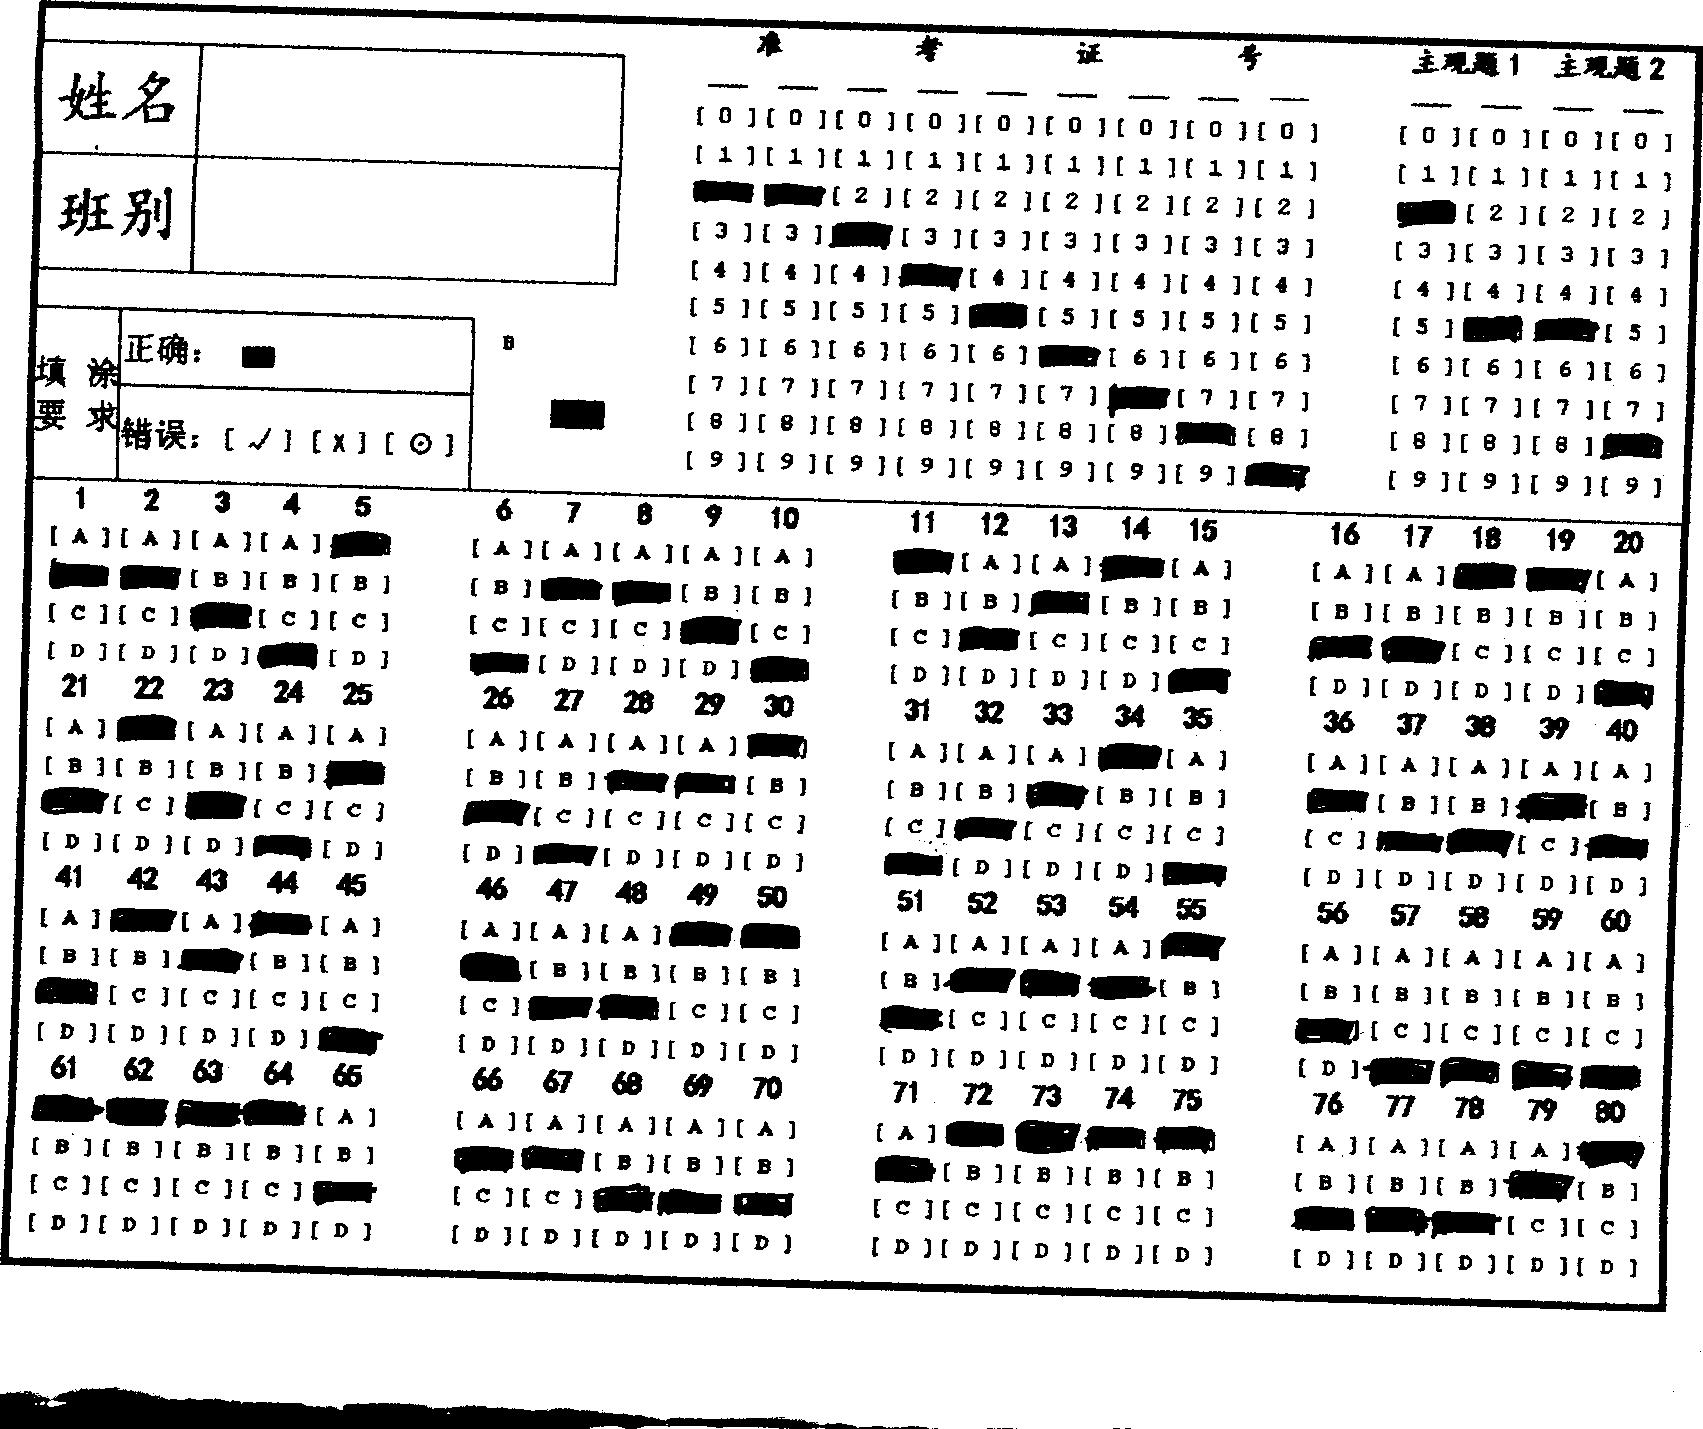 准 考 证 号 主观题1 主观题2
姓名
班别
[0][0][0][0][0][0][0][0][0] [0][0][0][0]
[1][1][1][1][1][1][1][1][1] [1][1][1][1]
[2][2][2][2][2][2][2] [2][2][2]
[3][3] [3][3][3][3][3][3] [3][3][3][3]
[4][4][4] [4][4][4][4][4] [4][4][4][4]
[5][5][5][5] [5][5][5][5] [5] [5]
[6][6][6][6][6] [6][6][6] [6][6][6][6]
[7][7][7][7][7][7] [7][7] [7][7][7][7]
[8][8][8][8][8][8][8] [8] [8][8][8]
[9][9][9][9][9][9][9][9] [9][9][9][9]
填涂
要求
正确:
错误: [✓] [x] [⊙]
B
1 2 3 4 5 6 7 8 9 10 11 12 13 14 15 16 17 18 19 20
[A][A][A][A] [A][A][A][A][A] [A][A] [A] [A][A] [A]
[B][B][B] [B] [B][B] [B][B] [B][B] [B][B][B][B][B]
[C][C] [C][C] [C][C][C] [C] [C] [C][C][C] [C][C][C]
[D][D][D] [D] [D][D][D] [D][D][D][D] [D][D][D][D]
21 22 23 24 25 26 27 28 29 30 31 32 33 34 35 36 37 38 39 40
[A] [A][A][A] [A][A][A][A] [A][A][A] [A] [A][A][A][A][A]
[B][B][B][B] [B][B] [B] [B][B] [B][B] [B][B] [B]
[C] [C][C] [C][C][C][C] [C] [C][C][C] [C] [C]
[D][D][D] [D] [D] [D][D][D] [D][D][D] [D][D][D][D][D]
41 42 43 44 45 46 47 48 49 50 51 52 53 54 55 56 57 58 59 60
[A] [A] [A] [A][A][A] [A][A][A][A] [A][A][A][A][A]
[B][B] [B][B] [B][B][B][B] [B] [B] [B][B][B][B][B]
[C][C][C][C] [C] [C][C] [C][C][C][C] [C][C][C][C]
[D][D][D][D] [D][D][D][D][D] [D][D][D][D][D] [D]
61 62 63 64 65 66 67 68 69 70 71 72 73 74 75 76 77 78 79 80
[A] [A][A][A][A][A] [A] [A][A][A][A]
[B][B][B][B][B] [B][B][B] [B][B][B][B] [B][B][B] [B]
[C][C][C][C] [C][C] [C][C][C][C][C] [C][C]
[D][D][D][D][D] [D][D][D][D][D] [D][D][D][D][D] [D][D][D][D][D]